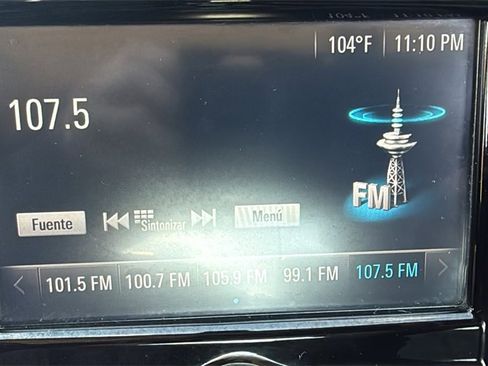 104°F 11:10 PM
107.5
FM
Fuente Sintonizar Menú
101.5 FM 100.7 FM 105.9 FM 99.1 FM 107.5 FM